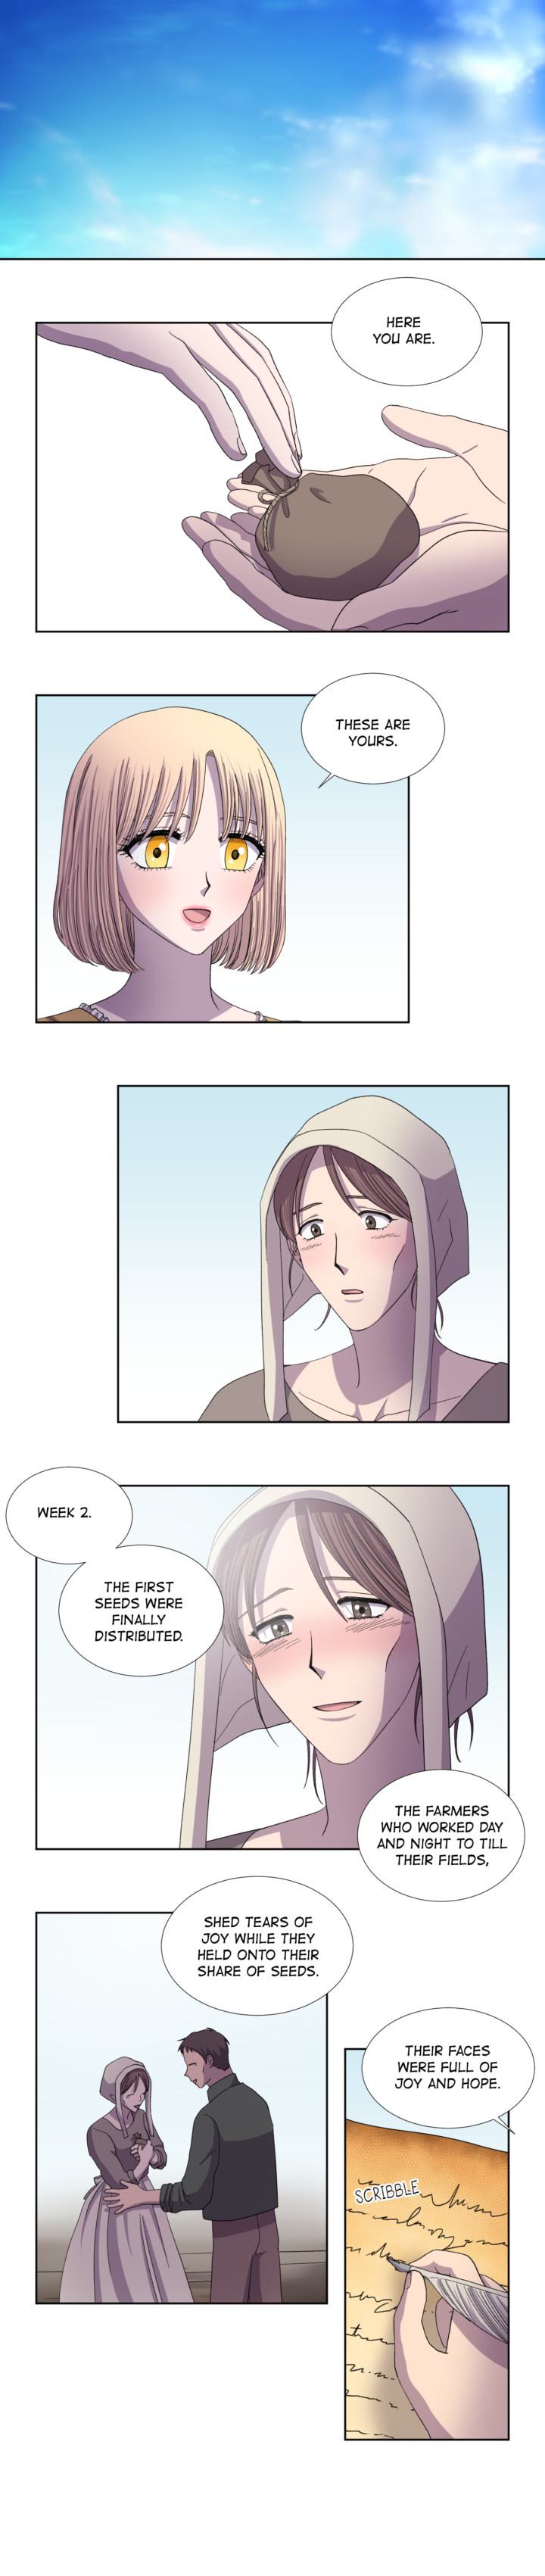 HERE
YOU ARE.
THESE ARE
YOURS.
WEEK 2.
THE FIRST
SEEDS WERE
FINALLY
DISTRIBUTED.
THE FARMERS
WHO WORKED DAY
AND NIGHT TO TILL
THEIR FIELDS,
SHED TEARS OF
JOY WHILE THEY
HELD ONTO THEIR
SHARE OF SEEDS.
THEIR FACES
WERE FULL OF
JOY AND HOPE.
SCRIBBLE